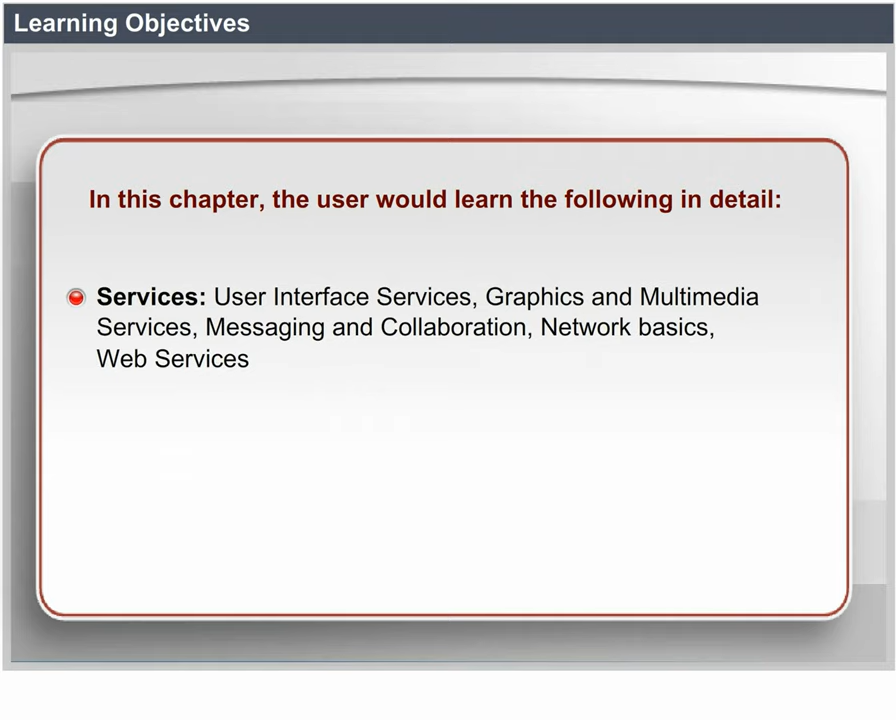 Learning Objectives
In this chapter, the user would learn the following in detail:
Services: User Interface Services, Graphics and Multimedia
Services, Messaging and Collaboration, Network basics,
Web Services